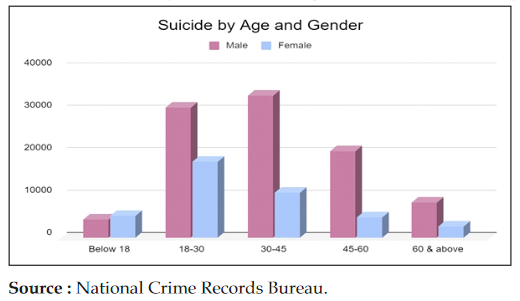 Suicide by Age and Gender
Male Female
40000
30000
20000
10000
0
Below 18 18-30 30-45 45-60 60 & above
Source : National Crime Records Bureau.